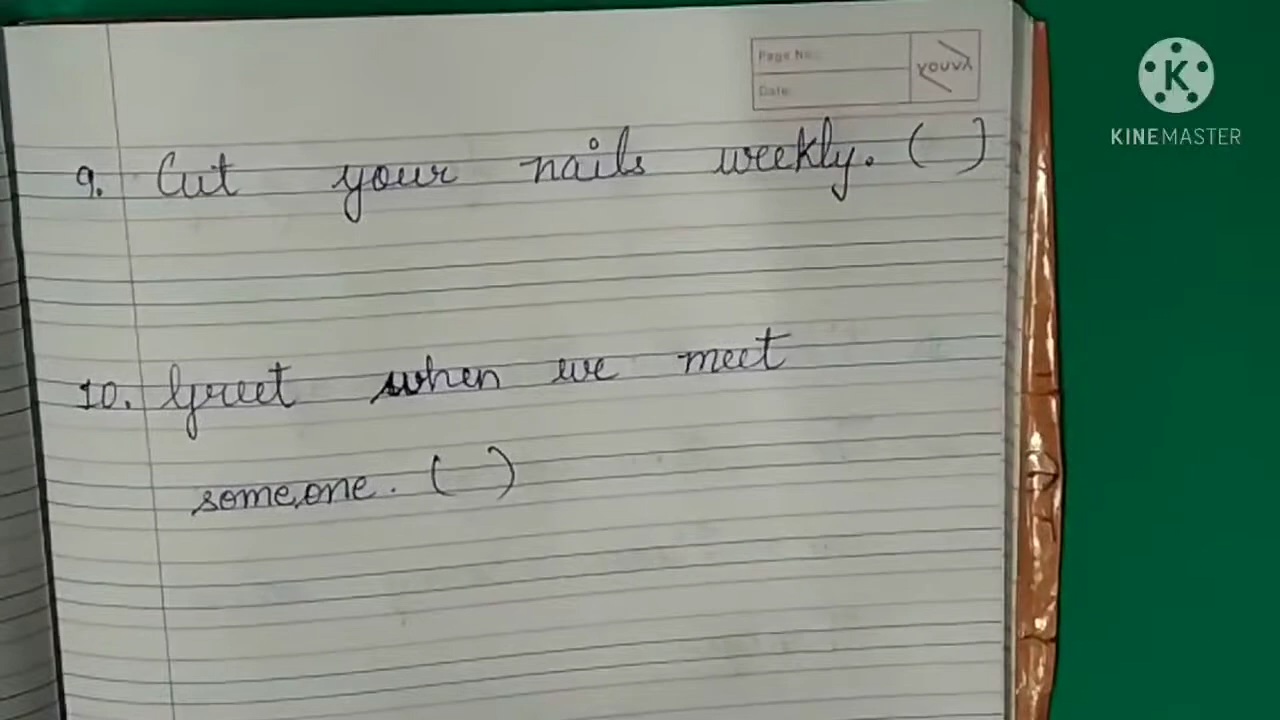 Page No.:
Date:
YOUVA
KINEMASTER
9. Cut your nails weekly. ( )
10. Greet when we meet
someone. ( )